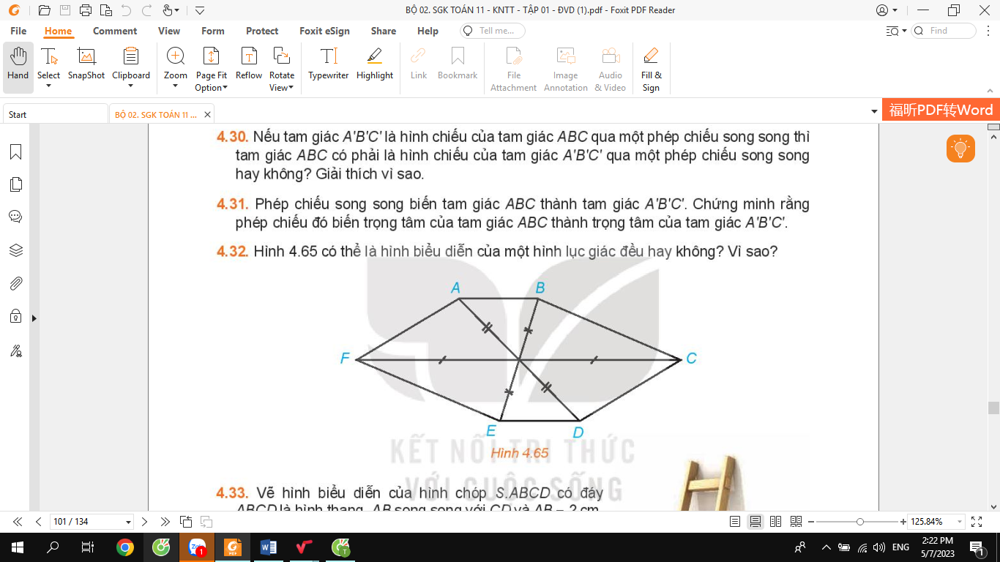 BỘ 02. SGK TOÁN 11 - KNTT - TẬP 01 - ĐVD (1).pdf - Foxit PDF Reader
File Home Comment View Form Protect Foxit eSign Share Help Tell me... Find
Hand Select SnapShot Clipboard Zoom Page Fit Option Reflow Rotate View Typewriter Highlight Link Bookmark File Attachment Image Annotation Audio & Video Fill & Sign
Start BỘ 02. SGK TOÁN 11 ... 福昕PDF转Word
4.30. Nếu tam giác A'B'C' là hình chiếu của tam giác ABC qua một phép chiếu song song thì
tam giác ABC có phải là hình chiếu của tam giác A'B'C' qua một phép chiếu song song
hay không? Giải thích vì sao.
4.31. Phép chiếu song song biến tam giác ABC thành tam giác A'B'C'. Chứng minh rằng
phép chiếu đó biến trọng tâm của tam giác ABC thành trọng tâm của tam giác A'B'C'.
4.32. Hình 4.65 có thể là hình biểu diễn của một hình lục giác đều hay không? Vì sao?
A B
F C
E D
KẾT NỐI TRI THỨC
Hình 4.65
VỚI CUỘC SỐNG
4.33. Vẽ hình biểu diễn của hình chóp S.ABCD có đáy
ABCD là hình thang, AB song song với CD và AB = 2 cm
101 / 134 125.84%
Zalo 1 PDF T ENG 2:22 PM 1
5/7/2023